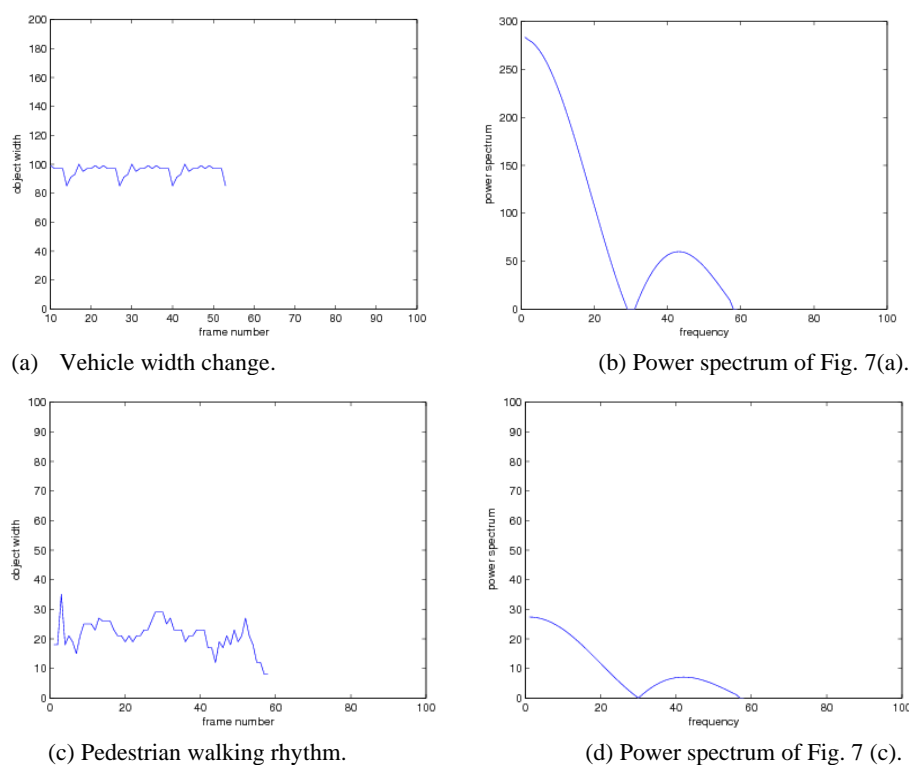 200
180
160
140
120
100
80
60
40
20
0
object width
10 20 30 40 50 60 70 80 90 100
frame number
(a) Vehicle width change.
300
250
200
150
100
50
0
power spectrum
0 20 40 60 80 100
frequency
(b) Power spectrum of Fig. 7(a).
100
90
80
70
60
50
40
30
20
10
0
object width
0 20 40 60 80 100
frame number
(c) Pedestrian walking rhythm.
100
90
80
70
60
50
40
30
20
10
0
power spectrum
0 20 40 60 80 100
frequency
(d) Power spectrum of Fig. 7 (c).